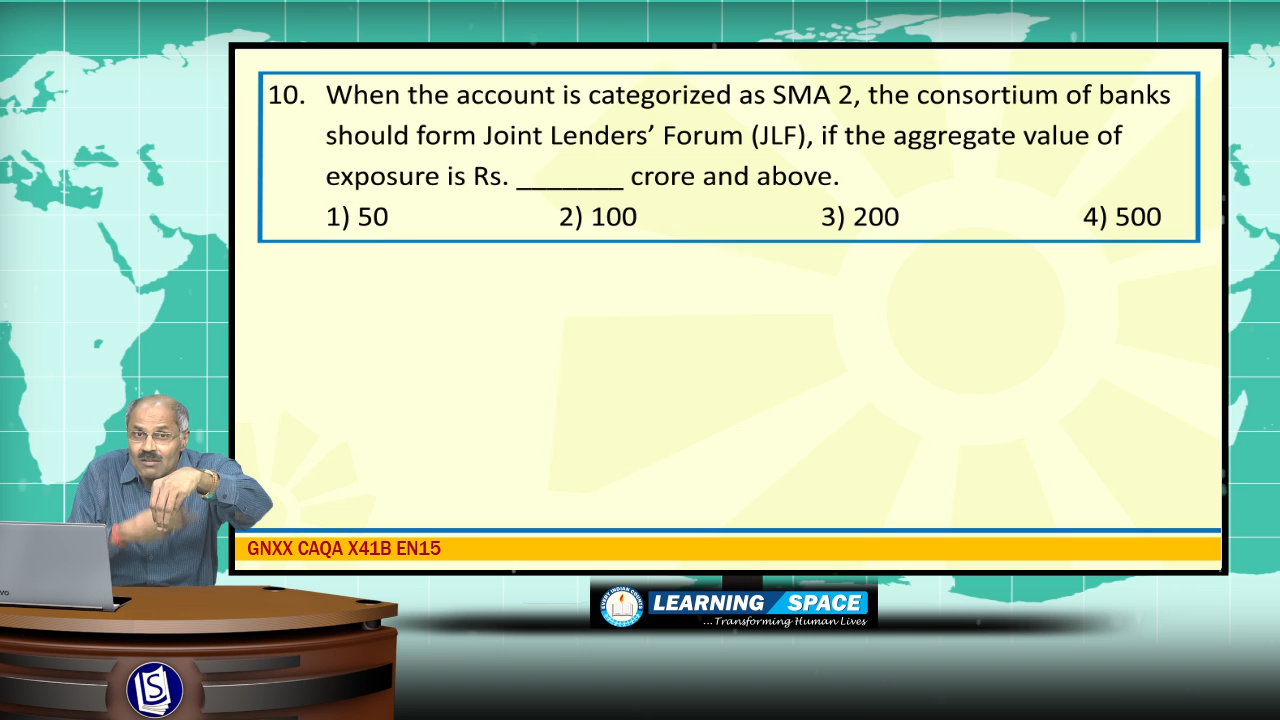 10. When the account is categorized as SMA 2, the consortium of banks
should form Joint Lenders’ Forum (JLF), if the aggregate value of
exposure is Rs. _______ crore and above.
1) 50 2) 100 3) 200 4) 500
GNXX CAQA X41B EN15
LEARNING SPACE
...Transforming Human Lives
LS